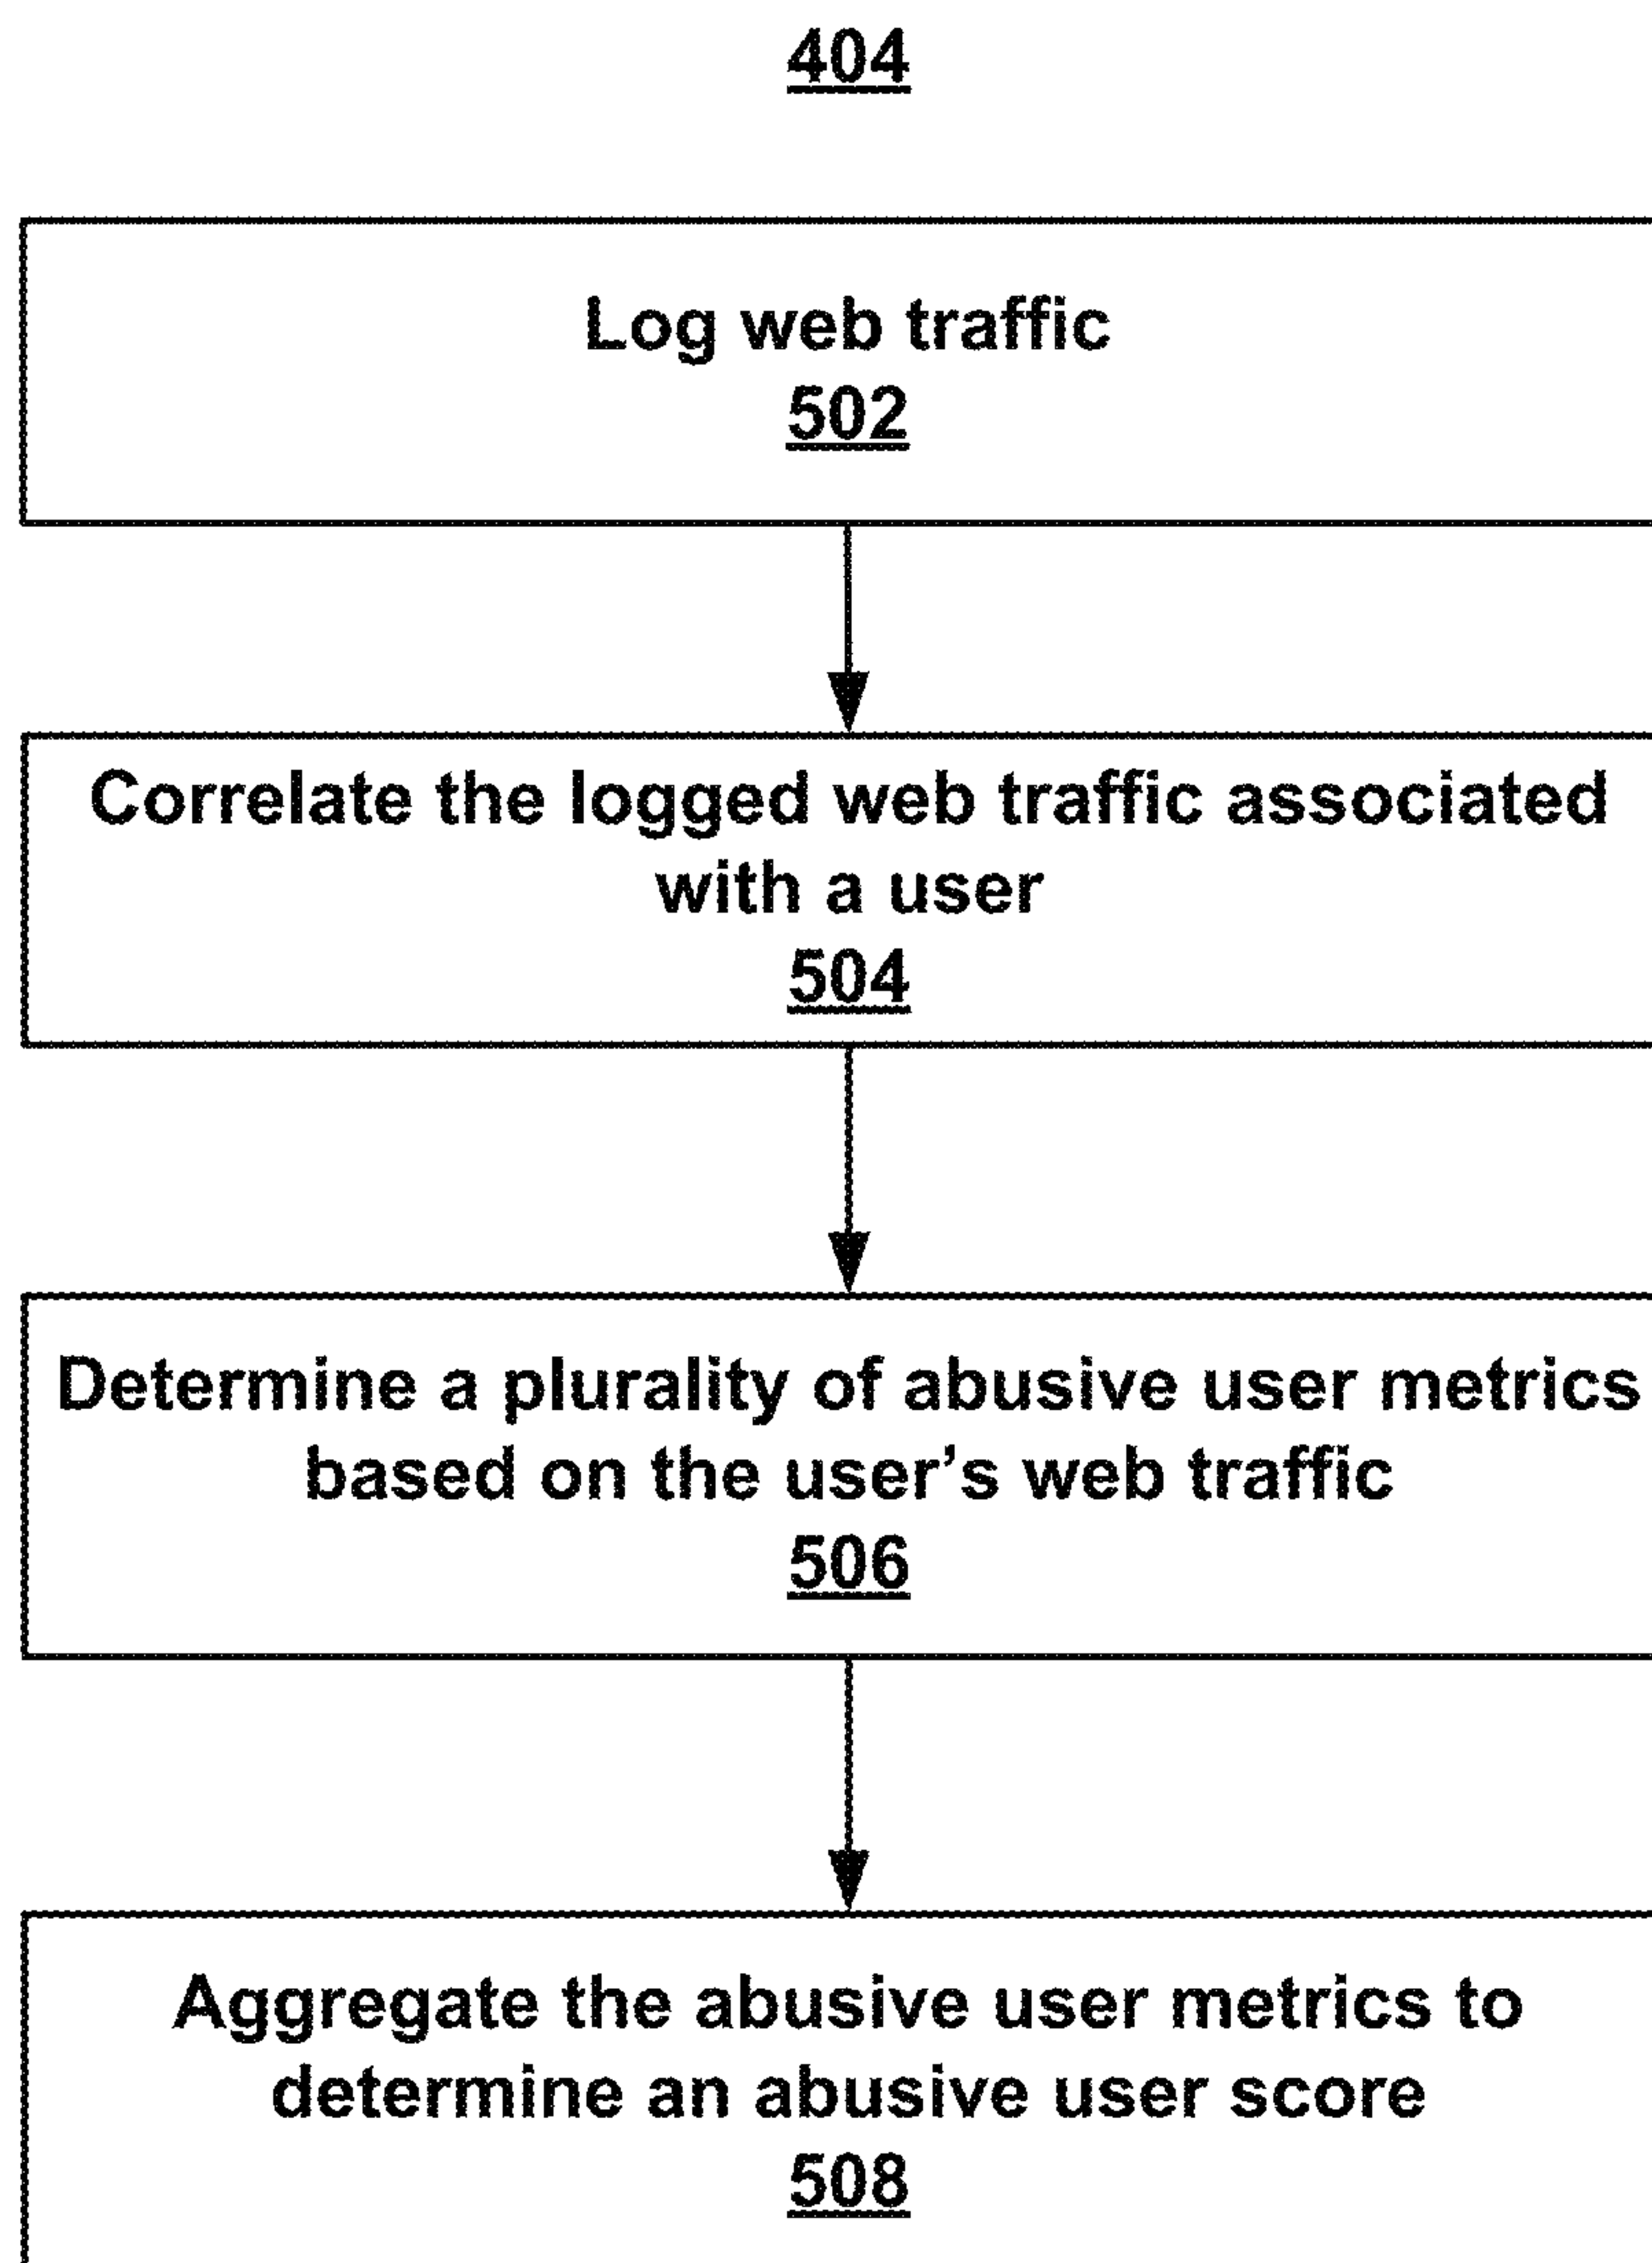 404
Log web traffic
502
Correlate the logged web traffic associated
with a user
504
Determine a plurality of abusive user metrics
based on the user’s web traffic
506
Aggregate the abusive user metrics to
determine an abusive user score
508